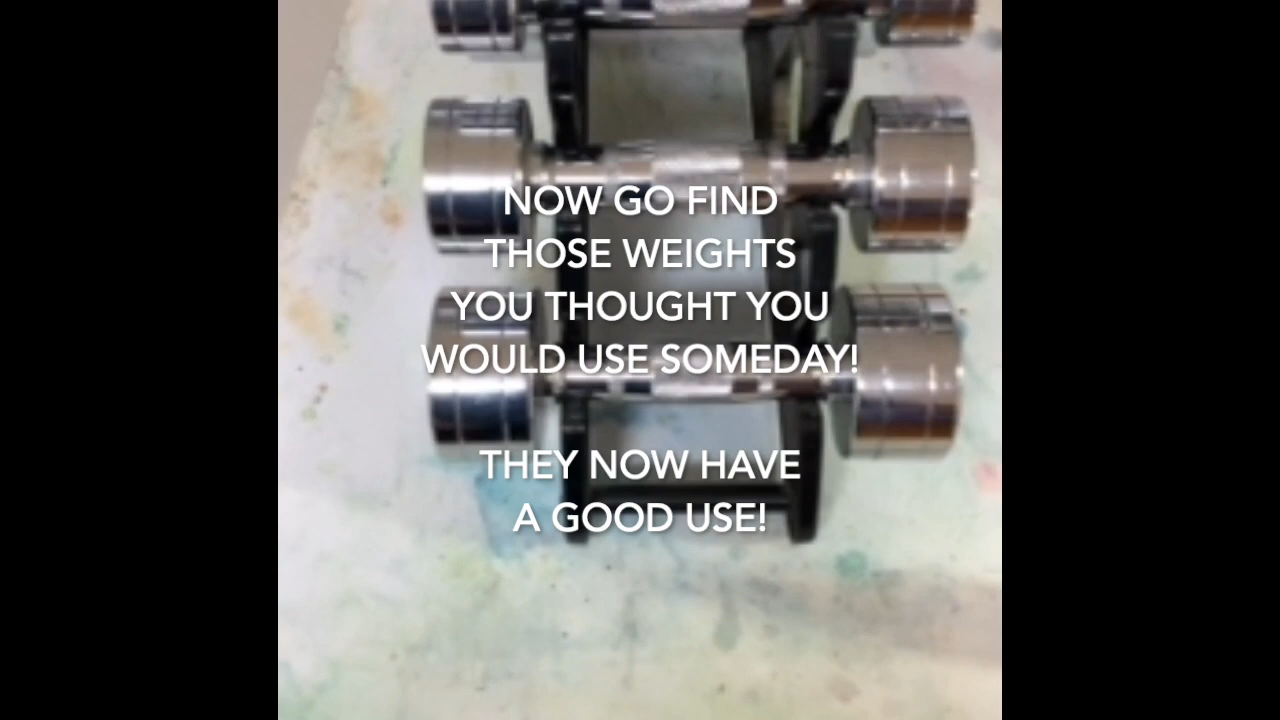 NOW GO FIND
THOSE WEIGHTS
YOU THOUGHT YOU
WOULD USE SOMEDAY!
THEY NOW HAVE
A GOOD USE!